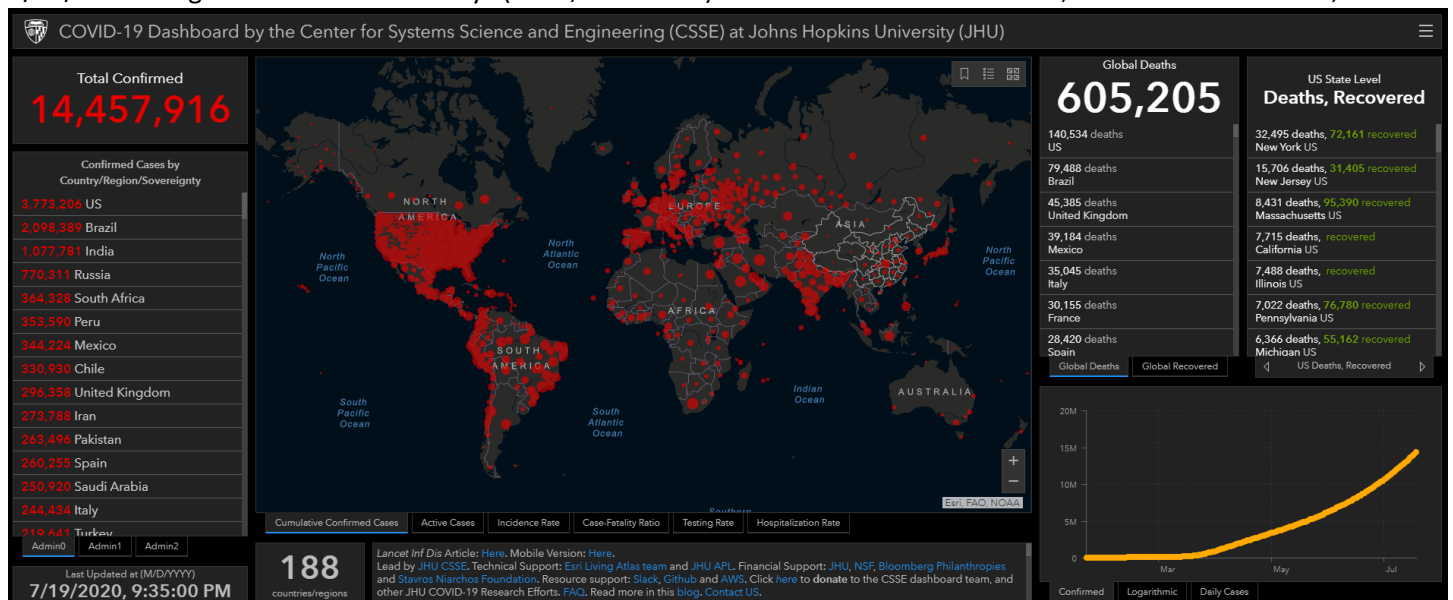 COVID-19 Dashboard by the Center for Systems Science and Engineering (CSSE) at Johns Hopkins University (JHU)
Total Confirmed
14,457,916
Confirmed Cases by
Country/Region/Sovereignty
3,773,206 US
2,098,389 Brazil
1,077,781 India
770,311 Russia
364,328 South Africa
353,590 Peru
344,224 Mexico
330,930 Chile
296,358 United Kingdom
273,788 Iran
263,496 Pakistan
260,255 Spain
250,920 Saudi Arabia
244,434 Italy
219,641 Turkey
Admin0 Admin1 Admin2
Last Updated at (M/D/YYYY)
7/19/2020, 9:35:00 PM
NORTH
AMERICA
EUROPE
ASIA
North
Pacific
Ocean
North
Atlantic
Ocean
North
Pacific
Ocean
AFRICA
SOUTH
AMERICA
Indian
Ocean
AUSTRALIA
South
Pacific
Ocean
South
Atlantic
Ocean
Southern
+
−
Esri, FAO, NOAA
Cumulative Confirmed Cases Active Cases Incidence Rate Case-Fatality Ratio Testing Rate Hospitalization Rate
188
countries/regions
Lancet Inf Dis Article: Here. Mobile Version: Here.
Lead by JHU CSSE. Technical Support: Esri Living Atlas team and JHU APL. Financial Support: JHU, NSF, Bloomberg Philanthropies
and Stavros Niarchos Foundation. Resource support: Slack, Github and AWS. Click here to donate to the CSSE dashboard team, and
other JHU COVID-19 Research Efforts. FAQ. Read more in this blog. Contact US.
Global Deaths
605,205
140,534 deaths
US
79,488 deaths
Brazil
45,385 deaths
United Kingdom
39,184 deaths
Mexico
35,045 deaths
Italy
30,155 deaths
France
28,420 deaths
Spain
Global Deaths Global Recovered
US State Level
Deaths, Recovered
32,495 deaths, 72,161 recovered
New York US
15,706 deaths, 31,405 recovered
New Jersey US
8,431 deaths, 95,390 recovered
Massachusetts US
7,715 deaths, recovered
California US
7,488 deaths, recovered
Illinois US
7,022 deaths, 76,780 recovered
Pennsylvania US
6,366 deaths, 55,162 recovered
Michigan US
US Deaths, Recovered
20M
15M
10M
5M
0
Mar May Jul
Confirmed Logarithmic Daily Cases